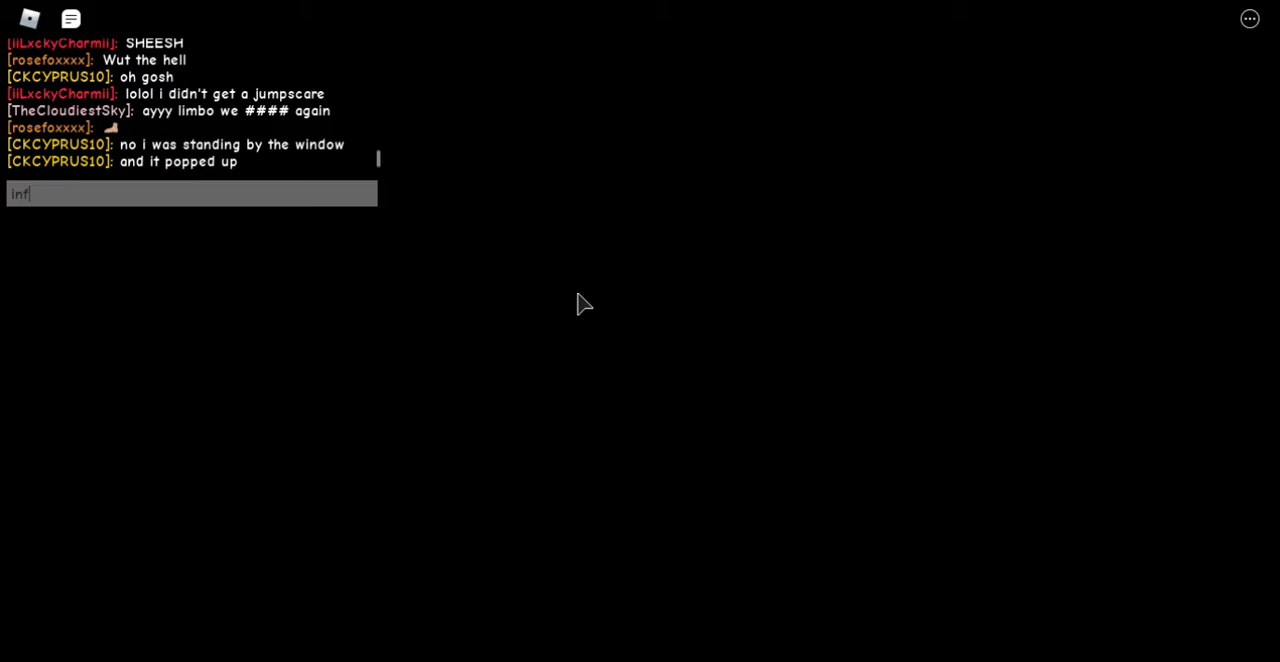 [iiLxckyCharmii]: SHEESH
[rosefoxxxx]: Wut the hell
[CKCYPRUS10]: oh gosh
[iiLxckyCharmii]: lolol i didn't get a jumpscare
[TheCloudiestSky]: ayyy limbo we #### again
[rosefoxxxx]: 🦶🏼
[CKCYPRUS10]: no i was standing by the window
[CKCYPRUS10]: and it popped up
Inf